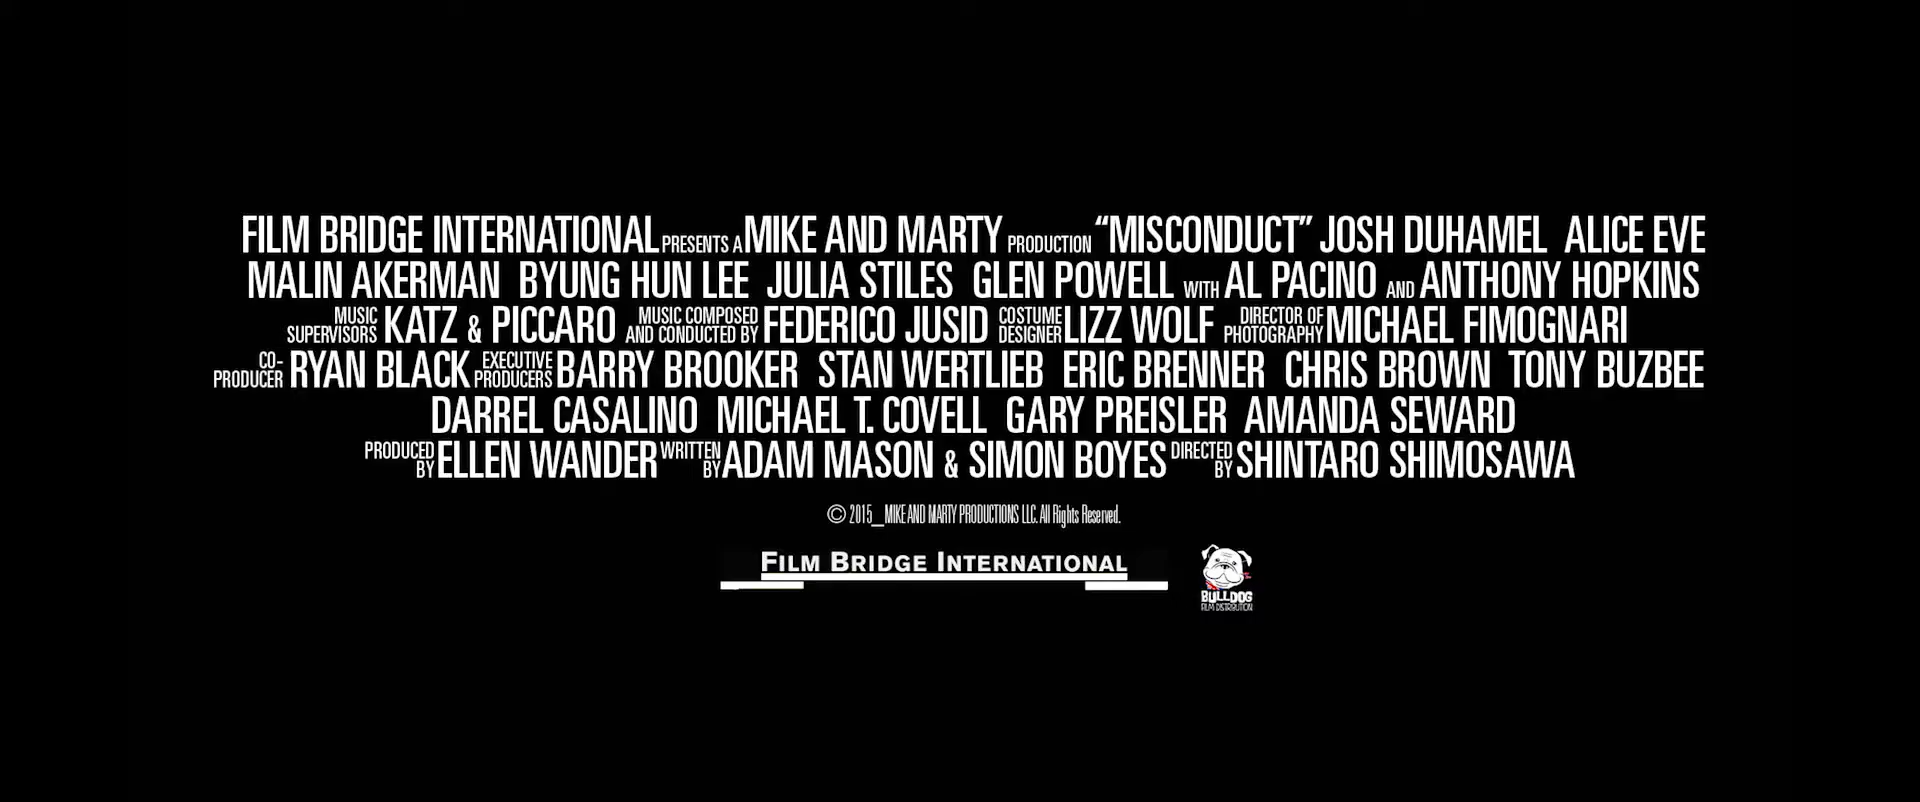 FILM BRIDGE INTERNATIONAL PRESENTS A MIKE AND MARTY PRODUCTION “MISCONDUCT” JOSH DUHAMEL ALICE EVE
MALIN AKERMAN BYUNG HUN LEE JULIA STILES GLEN POWELL WITH AL PACINO AND ANTHONY HOPKINS
MUSIC SUPERVISORS KATZ & PICCARO MUSIC COMPOSED AND CONDUCTED BY FEDERICO JUSID COSTUME DESIGNER LIZZ WOLF DIRECTOR OF PHOTOGRAPHY MICHAEL FIMOGNARI
CO-PRODUCER RYAN BLACK EXECUTIVE PRODUCERS BARRY BROOKER STAN WERTLIEB ERIC BRENNER CHRIS BROWN TONY BUZBEE
DARREL CASALINO MICHAEL T. COVELL GARY PREISLER AMANDA SEWARD
PRODUCED BY ELLEN WANDER WRITTEN BY ADAM MASON & SIMON BOYES DIRECTED BY SHINTARO SHIMOSAWA
© 2015_MIKE AND MARTY PRODUCTIONS LLC. All Rights Reserved.
FILM BRIDGE INTERNATIONAL
BULLDOG
FILM DISTRIBUTION